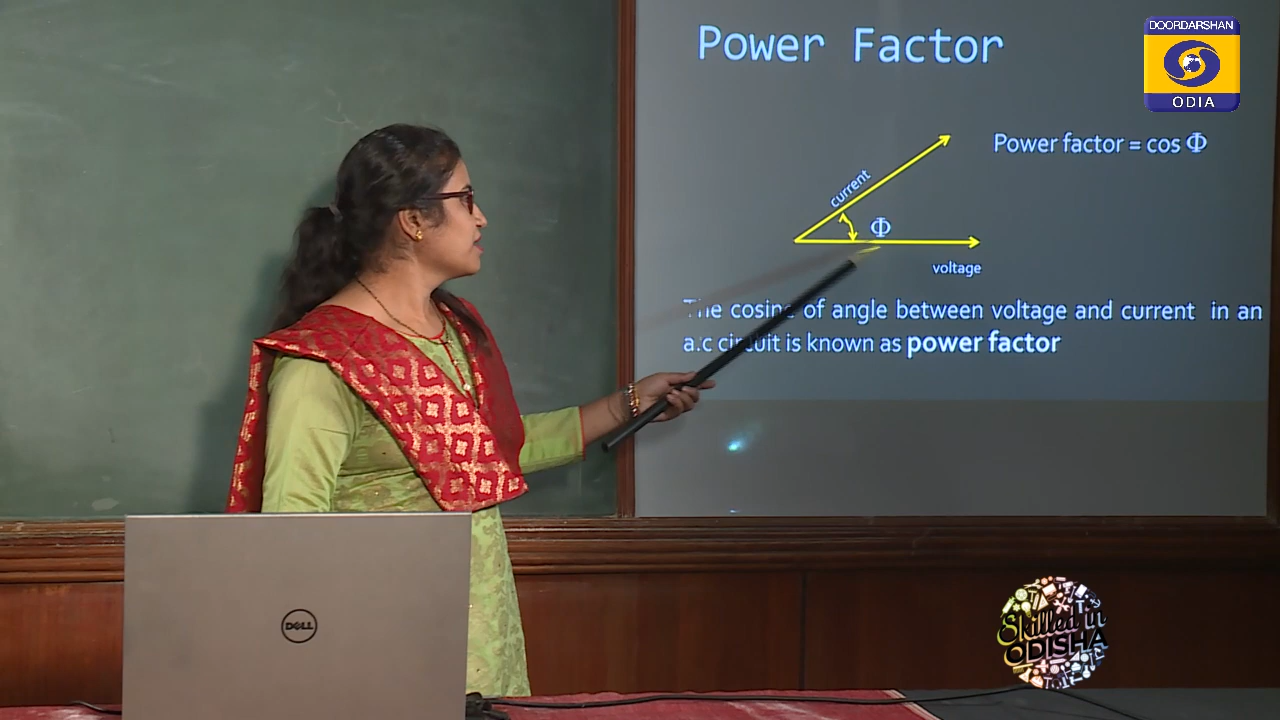 Power Factor
DOORDARSHAN
ODIA
Power factor = cos Φ
current
Φ
voltage
The cosine of angle between voltage and current in an
a.c circuit is known as power factor
DELL
Skilled in
ODISHA